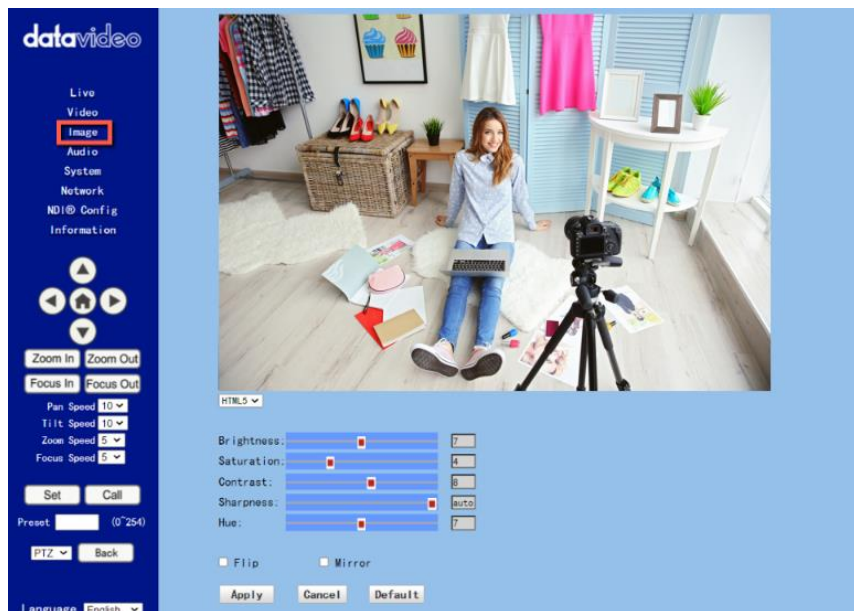 datavideo
Live
Video
Image
Audio
System
Network
NDI® Config
Information
Zoom In Zoom Out
Focus In Focus Out
Pan Speed 10
Tilt Speed 10
Zoom Speed 5
Focus Speed 5
Set Call
Preset (0~254)
PTZ Back
Language English
HTML5
Brightness: 7
Saturation: 4
Contrast: 8
Sharpness: auto
Hue: 7
Flip Mirror
Apply Cancel Default